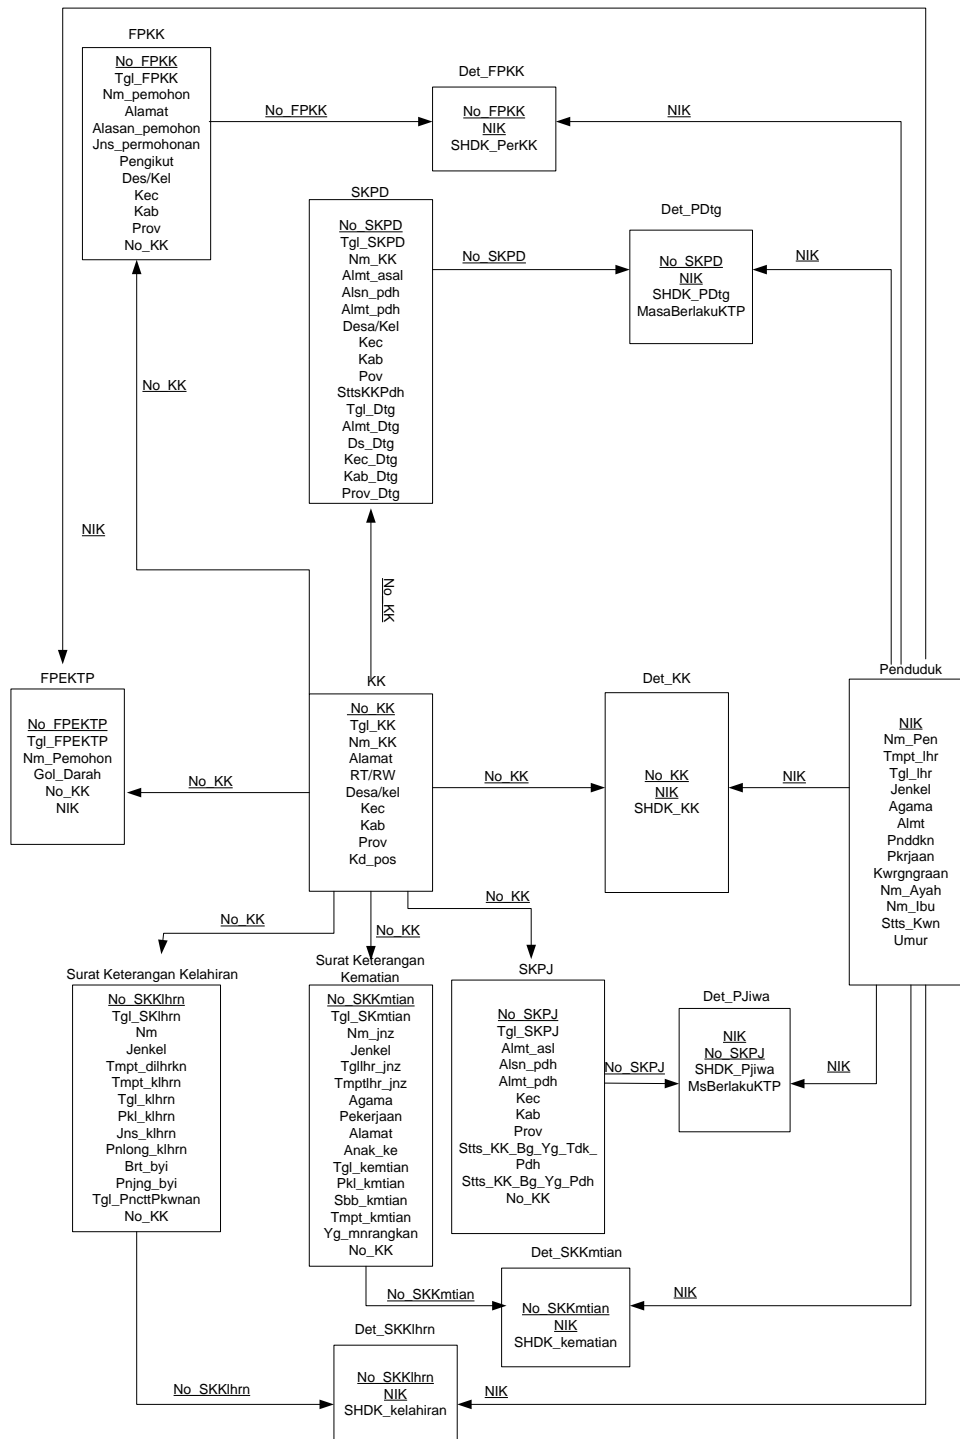 FPKK
No_FPKK
Tgl_FPKK
Nm_pemohon
Alamat
Alasan_pemohon
Jns_permohonan
Pengikut
Des/Kel
Kec
Kab
Prov
No_KK
No_FPKK
Det_FPKK
No_FPKK
NIK
SHDK_PerKK
NIK
SKPD
No_SKPD
Tgl_SKPD
Nm_KK
Almt_asal
Alsn_pdh
Almt_pdh
Desa/Kel
Kec
Kab
Pov
SttsKKPdh
Tgl_Dtg
Almt_Dtg
Ds_Dtg
Kec_Dtg
Kab_Dtg
Prov_Dtg
No_SKPD
Det_PDtg
No_SKPD
NIK
SHDK_PDtg
MasaBerlakuKTP
NIK
No_KK
NIK
No_KK
FPEKTP
No_FPEKTP
Tgl_FPEKTP
Nm_Pemohon
Gol_Darah
No_KK
NIK
No_KK
KK
No_KK
Tgl_KK
Nm_KK
Alamat
RT/RW
Desa/kel
Kec
Kab
Prov
Kd_pos
No_KK
Det_KK
No_KK
NIK
SHDK_KK
NIK
Penduduk
NIK
Nm_Pen
Tmpt_lhr
Tgl_lhr
Jenkel
Agama
Almt
Pnddkn
Pkrjaan
Kwrgngraan
Nm_Ayah
Nm_Ibu
Stts_Kwn
Umur
No_KK
No_KK
No_KK
Surat Keterangan Kelahiran
No_SKKlhrn
Tgl_SKlhrn
Nm
Jenkel
Tmpt_dilhrkn
Tmpt_klhrn
Tgl_klhrn
Pkl_klhrn
Jns_klhrn
Pnlong_klhrn
Brt_byi
Pnjng_byi
Tgl_PncttPkwnan
No_KK
Surat Keterangan
Kematian
No_SKKmtian
Tgl_SKmtian
Nm_jnz
Jenkel
Tgllhr_jnz
Tmptlhr_jnz
Agama
Pekerjaan
Alamat
Anak_ke
Tgl_kemtian
Pkl_kmtian
Sbb_kmtian
Tmpt_kmtian
Yg_mnrangkan
No_KK
SKPJ
No_SKPJ
Tgl_SKPJ
Almt_asl
Alsn_pdh
Almt_pdh
Kec
Kab
Prov
Stts_KK_Bg_Yg_Tdk_
Pdh
Stts_KK_Bg_Yg_Pdh
No_KK
No_SKPJ
Det_PJiwa
NIK
No_SKPJ
SHDK_Pjiwa
MsBerlakuKTP
NIK
No_SKKmtian
Det_SKKmtian
No_SKKmtian
NIK
SHDK_kematian
NIK
No_SKKlhrn
Det_SKKlhrn
No_SKKlhrn
NIK
SHDK_kelahiran
NIK